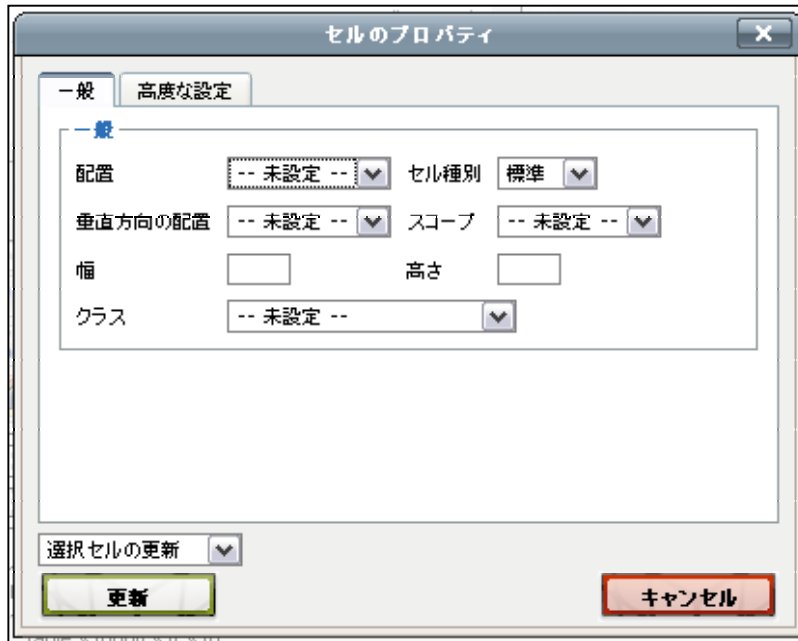 セルのプロパティ
一般 高度な設定
一般
配置 -- 未設定 -- セル種別 標準
垂直方向の配置 -- 未設定 -- スコープ -- 未設定 --
幅 高さ
クラス -- 未設定 --
選択セルの更新
更新 キャンセル